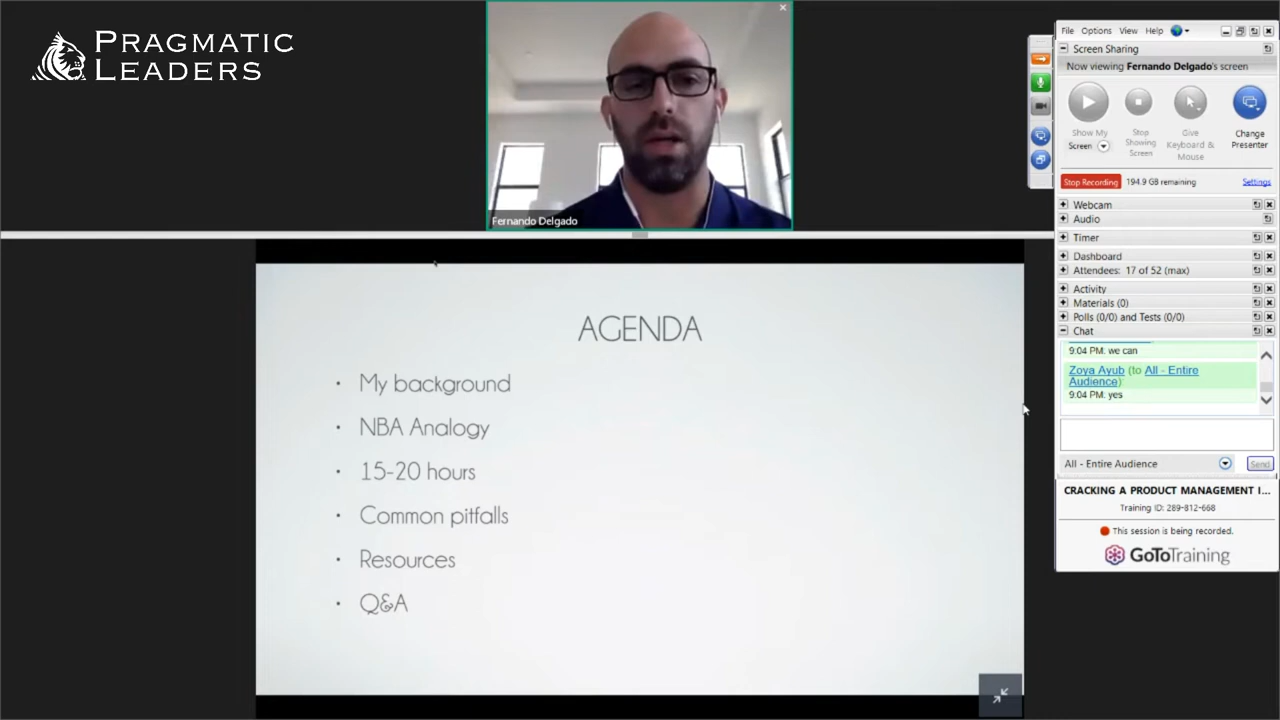 PRAGMATIC
LEADERS
Fernando Delgado
AGENDA
• My background
• NBA Analogy
• 15-20 hours
• Common pitfalls
• Resources
• Q&A
File Options View Help
Screen Sharing
Now viewing Fernando Delgado's screen
Show My
Screen
Stop
Showing
Screen
Give
Keyboard &
Mouse
Change
Presenter
Stop Recording 194.9 GB remaining Settings
Webcam
Audio
Timer
Dashboard
Attendees: 17 of 52 (max)
Activity
Materials (0)
Polls (0/0) and Tests (0/0)
Chat
9:04 PM: we can
Zoya Ayub (to All - Entire
Audience):
9:04 PM: yes
All - Entire Audience Send
CRACKING A PRODUCT MANAGEMENT I...
Training ID: 289-812-668
This session is being recorded.
GoToTraining